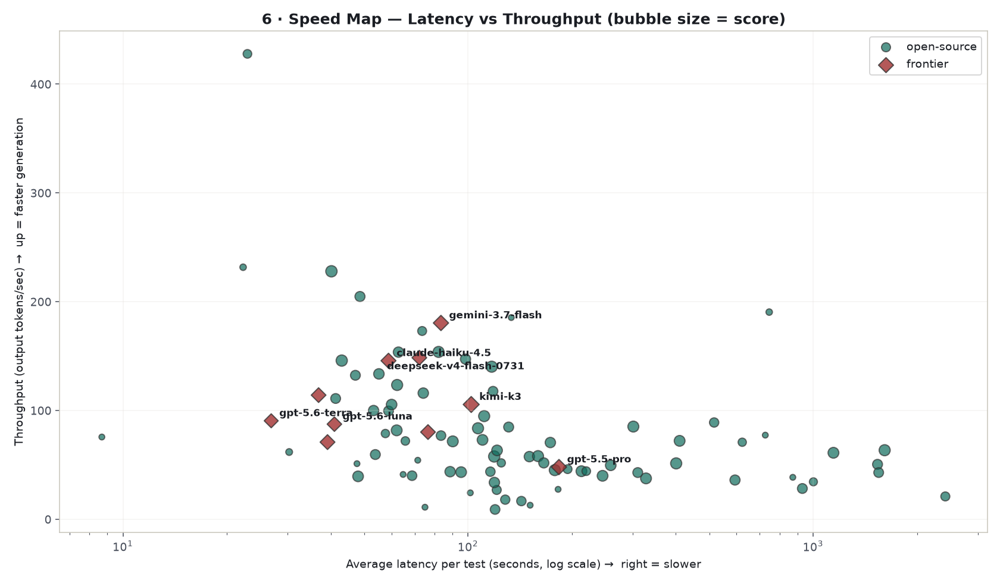 6 · Speed Map — Latency vs Throughput (bubble size = score)
open-source
frontier
Throughput (output tokens/sec) → up = faster generation
400
300
200
100
0
gemini-3.7-flash
claude-haiku-4.5
deepseek-v4-flash-0731
kimi-k3
gpt-5.6-terra
gpt-5.6-luna
gpt-5.5-pro
10¹
10²
10³
Average latency per test (seconds, log scale) → right = slower